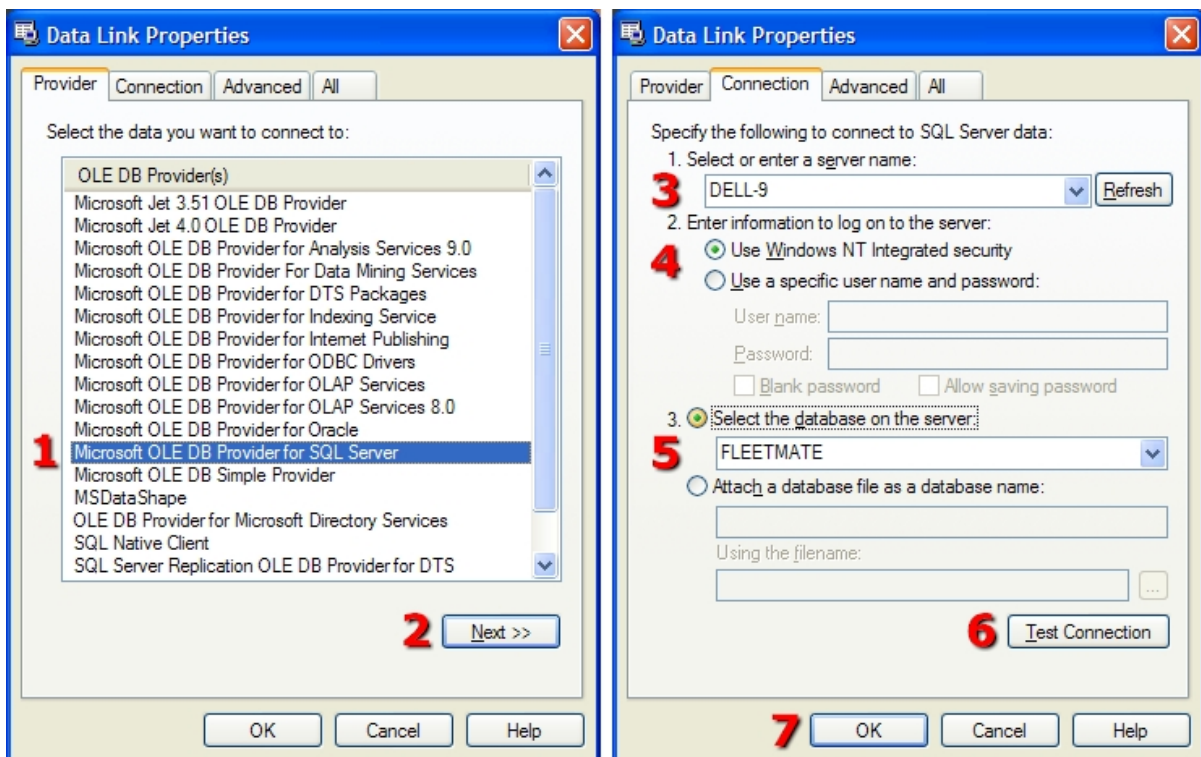 Data Link Properties
Provider Connection Advanced All
Select the data you want to connect to:
OLE DB Provider(s)
Microsoft Jet 3.51 OLE DB Provider
Microsoft Jet 4.0 OLE DB Provider
Microsoft OLE DB Provider for Analysis Services 9.0
Microsoft OLE DB Provider For Data Mining Services
Microsoft OLE DB Provider for DTS Packages
Microsoft OLE DB Provider for Indexing Service
Microsoft OLE DB Provider for Internet Publishing
Microsoft OLE DB Provider for ODBC Drivers
Microsoft OLE DB Provider for OLAP Services
Microsoft OLE DB Provider for OLAP Services 8.0
Microsoft OLE DB Provider for Oracle
1 Microsoft OLE DB Provider for SQL Server
Microsoft OLE DB Simple Provider
MSDataShape
OLE DB Provider for Microsoft Directory Services
SQL Native Client
SQL Server Replication OLE DB Provider for DTS
2 Next >>
OK Cancel Help
Data Link Properties
Provider Connection Advanced All
Specify the following to connect to SQL Server data:
1. Select or enter a server name:
3 DELL-9 Refresh
2. Enter information to log on to the server:
4 Use Windows NT Integrated security
Use a specific user name and password:
User name:
Password:
Blank password Allow saving password
3. Select the database on the server:
5 FLEETMATE
Attach a database file as a database name:
Using the filename:
...
6 Test Connection
7 OK Cancel Help